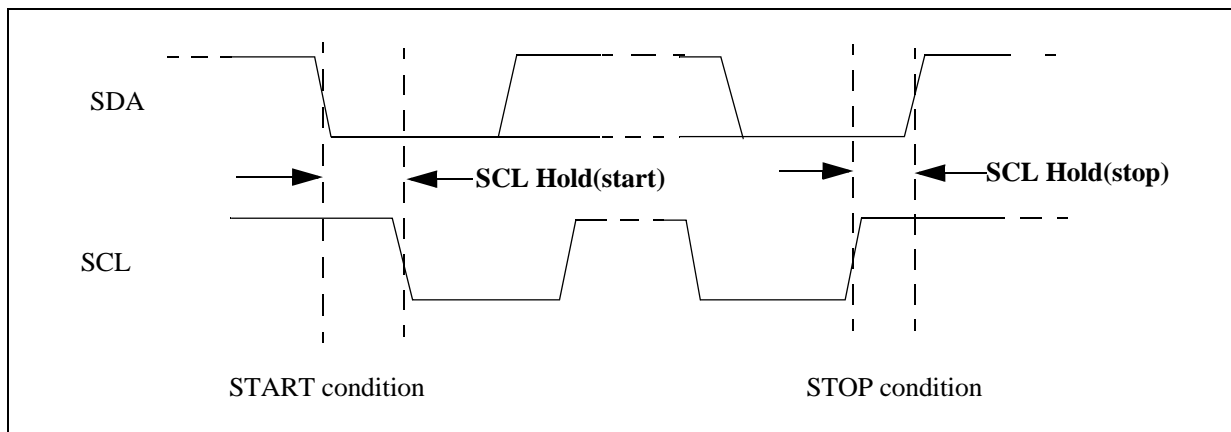 SDA
SCL Hold(start)
SCL Hold(stop)
SCL
START condition
STOP condition